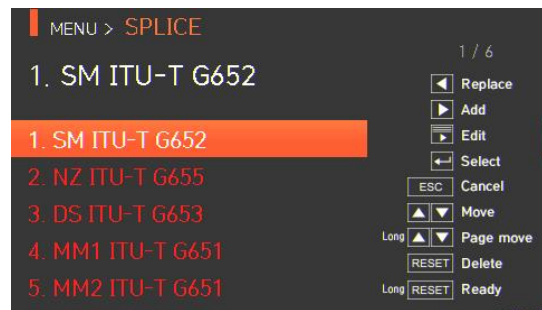 MENU > SPLICE
1 / 6
1. SM ITU-T G652
Replace
Add
1. SM ITU-T G652
Edit
Select
2. NZ ITU-T G655
ESC Cancel
3. DS ITU-T G653
Move
Long Page move
4. MM1 ITU-T G651
RESET Delete
5. MM2 ITU-T G651
Long RESET Ready